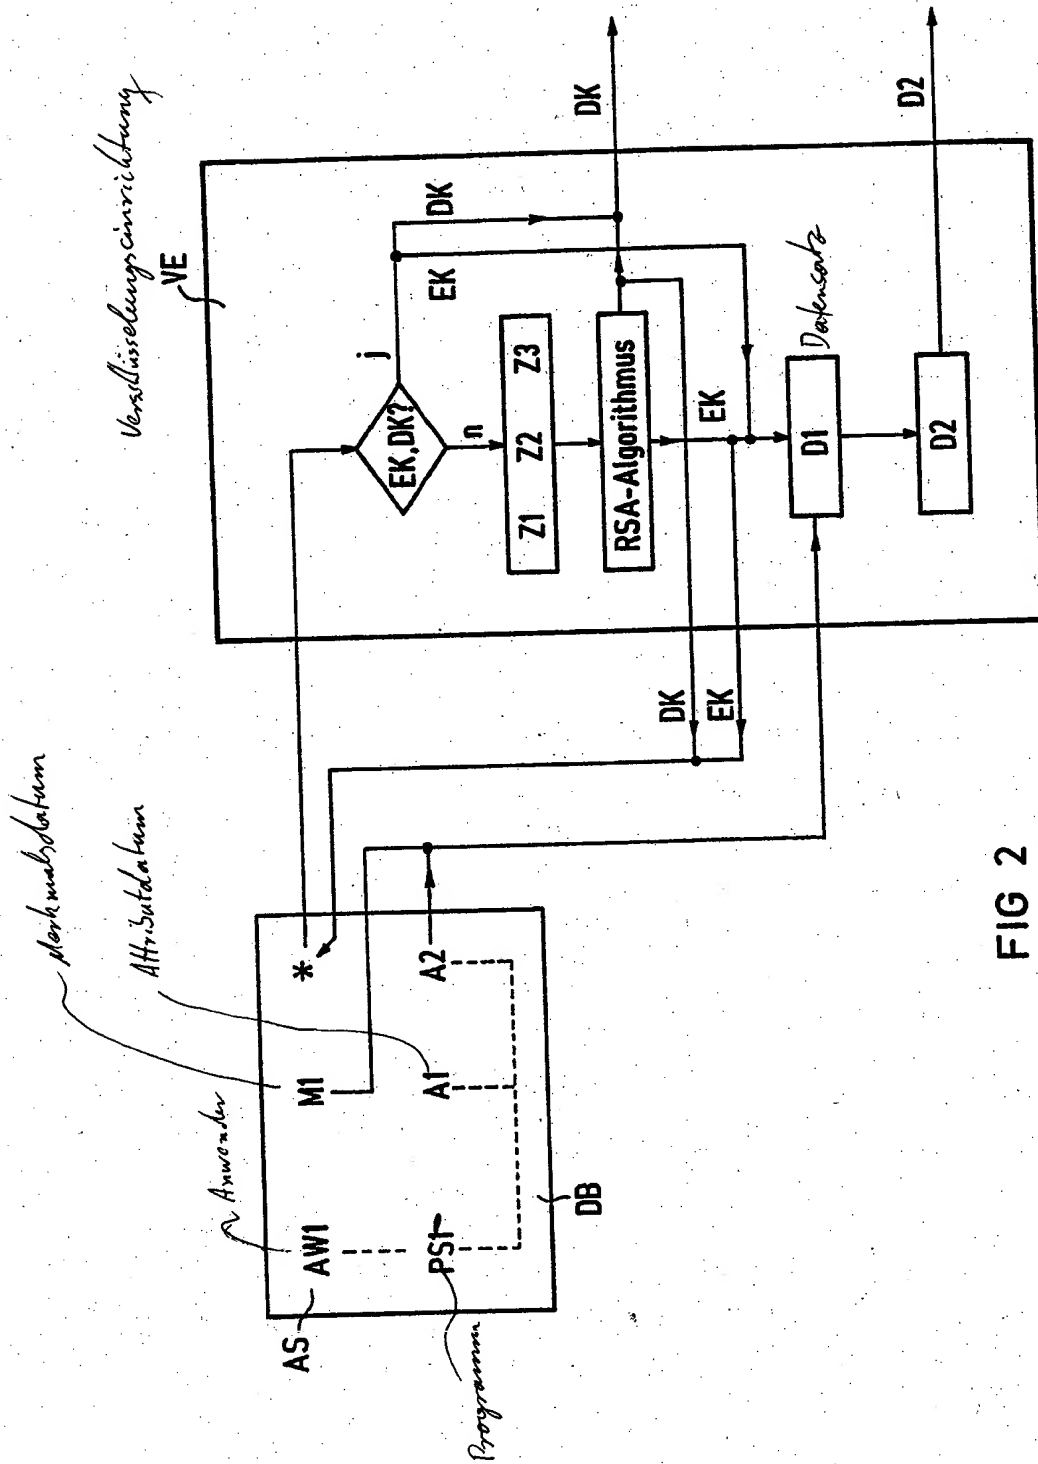 Verschlüsselungseinrichtung
VE
Merkmalsdatum
Attributdatum
Anwender
AW1
M1
*
AS
PS1
A1
A2
Programm
DB
EK,DK?
j
n
DK
EK
DK
Z1 Z2 Z3
RSA-Algorithmus
DK
EK
EK
Datensatz
D1
D2
D2
FIG 2